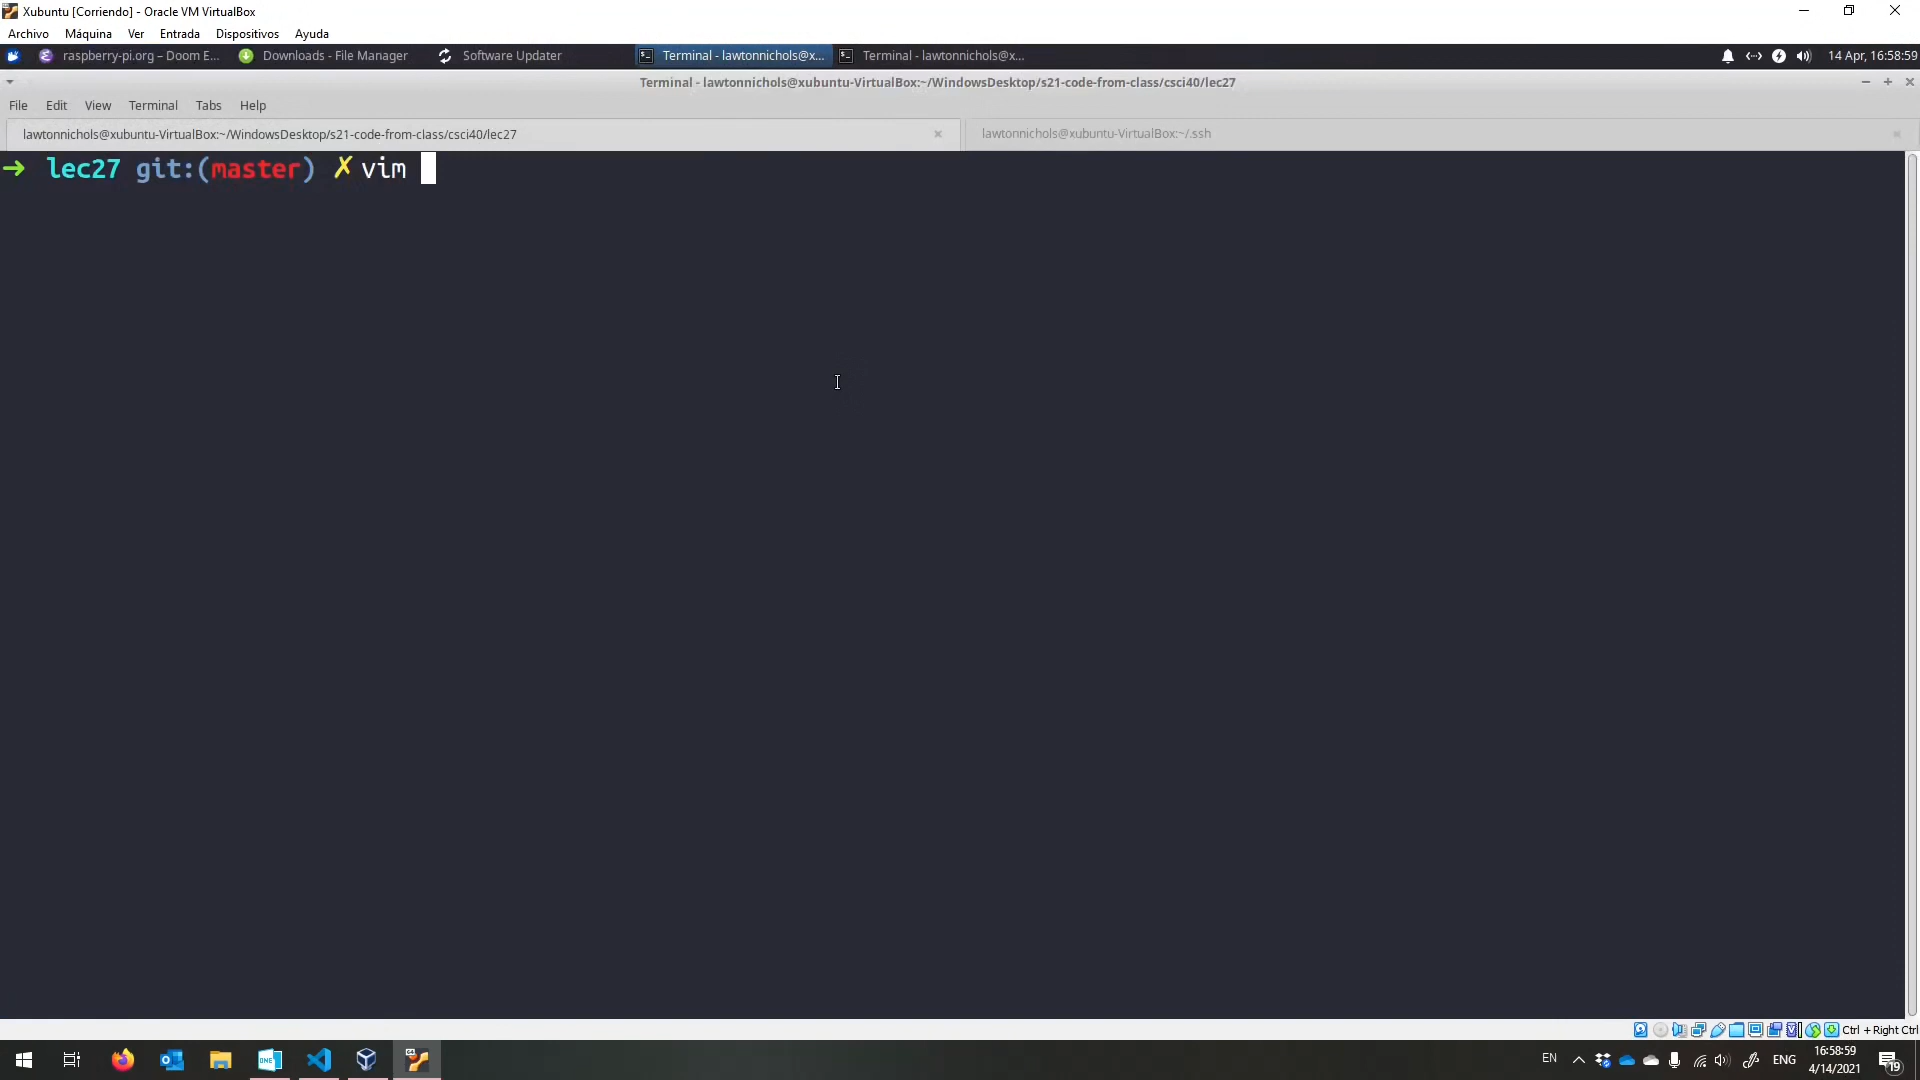 Xubuntu [Corriendo] - Oracle VM VirtualBox
Archivo Máquina Ver Entrada Dispositivos Ayuda
raspberry-pi.org – Doom E... Downloads - File Manager Software Updater Terminal - lawtonnichols@x... Terminal - lawtonnichols@x... 14 Apr, 16:58:59
Terminal - lawtonnichols@xubuntu-VirtualBox:~/WindowsDesktop/s21-code-from-class/csci40/lec27
File Edit View Terminal Tabs Help
lawtonnichols@xubuntu-VirtualBox:~/WindowsDesktop/s21-code-from-class/csci40/lec27 lawtonnichols@xubuntu-VirtualBox:~/.ssh
➜ lec27 git:(master) ✗ vim
Ctrl + Right Ctrl
EN ENG 16:58:59
4/14/2021 19